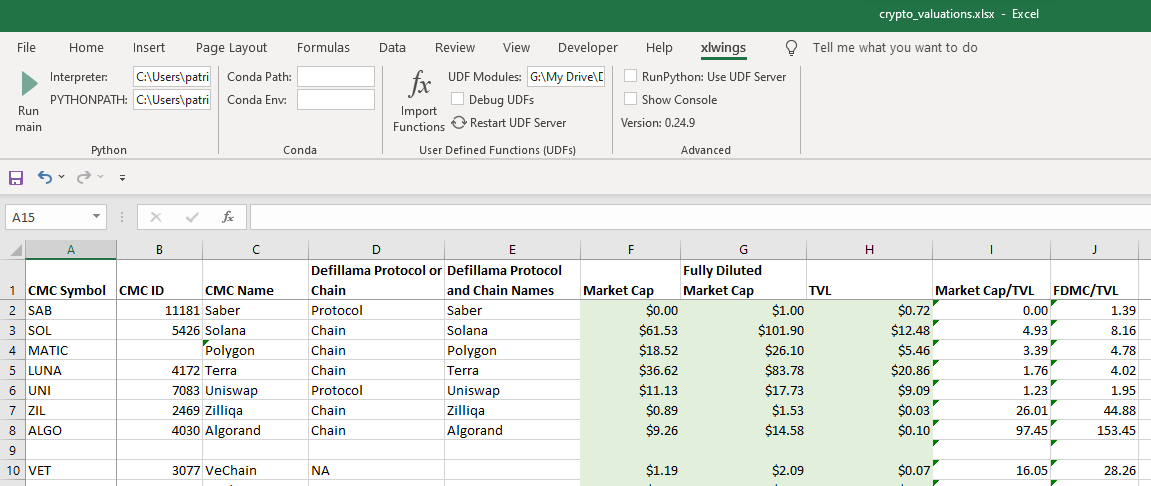 crypto_valuations.xlsx - Excel
File Home Insert Page Layout Formulas Data Review View Developer Help xlwings Tell me what you want to do
Run main
Interpreter: C:\Users\patri
PYTHONPATH: C:\Users\patri
Python
Conda Path:
Conda Env:
Conda
fx
Import Functions
UDF Modules: G:\My Drive\D
Debug UDFs
Restart UDF Server
User Defined Functions (UDFs)
RunPython: Use UDF Server
Show Console
Version: 0.24.9
Advanced
A15 fx
A B C D E F G H I J
1 CMC Symbol CMC ID CMC Name Defillama Protocol or Chain Defillama Protocol and Chain Names Market Cap Fully Diluted Market Cap TVL Market Cap/TVL FDMC/TVL
2 SAB 11181 Saber Protocol Saber $0.00 $1.00 $0.72 0.00 1.39
3 SOL 5426 Solana Chain Solana $61.53 $101.90 $12.48 4.93 8.16
4 MATIC Polygon Chain Polygon $18.52 $26.10 $5.46 3.39 4.78
5 LUNA 4172 Terra Chain Terra $36.62 $83.78 $20.86 1.76 4.02
6 UNI 7083 Uniswap Protocol Uniswap $11.13 $17.73 $9.09 1.23 1.95
7 ZIL 2469 Zilliqa Chain Zilliqa $0.89 $1.53 $0.03 26.01 44.88
8 ALGO 4030 Algorand Chain Algorand $9.26 $14.58 $0.10 97.45 153.45
9
10 VET 3077 VeChain NA $1.19 $2.09 $0.07 16.05 28.26